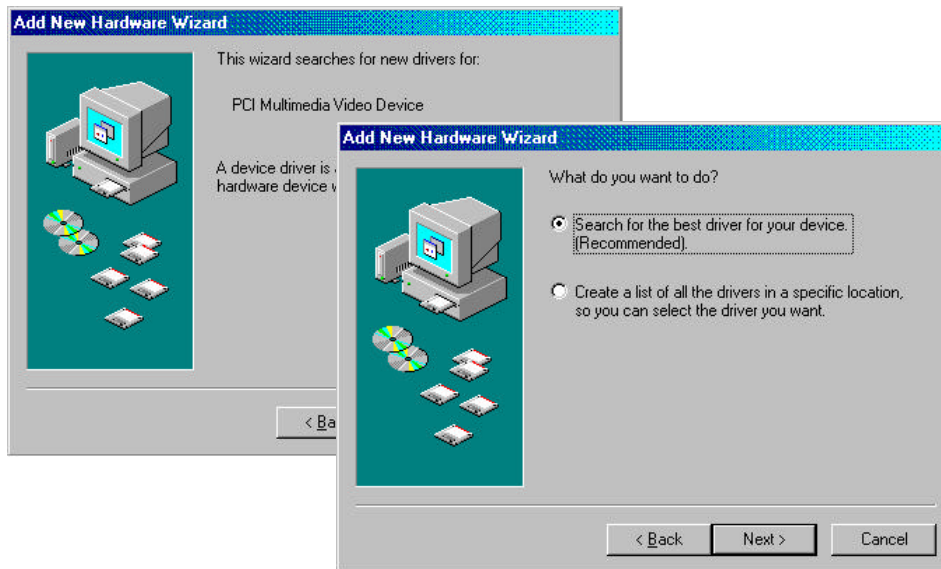 Add New Hardware Wizard
This wizard searches for new drivers for:
PCI Multimedia Video Device
A device driver is
hardware device
< Ba
Add New Hardware Wizard
What do you want to do?
Search for the best driver for your device.
(Recommended).
Create a list of all the drivers in a specific location,
so you can select the driver you want.
< Back
Next >
Cancel